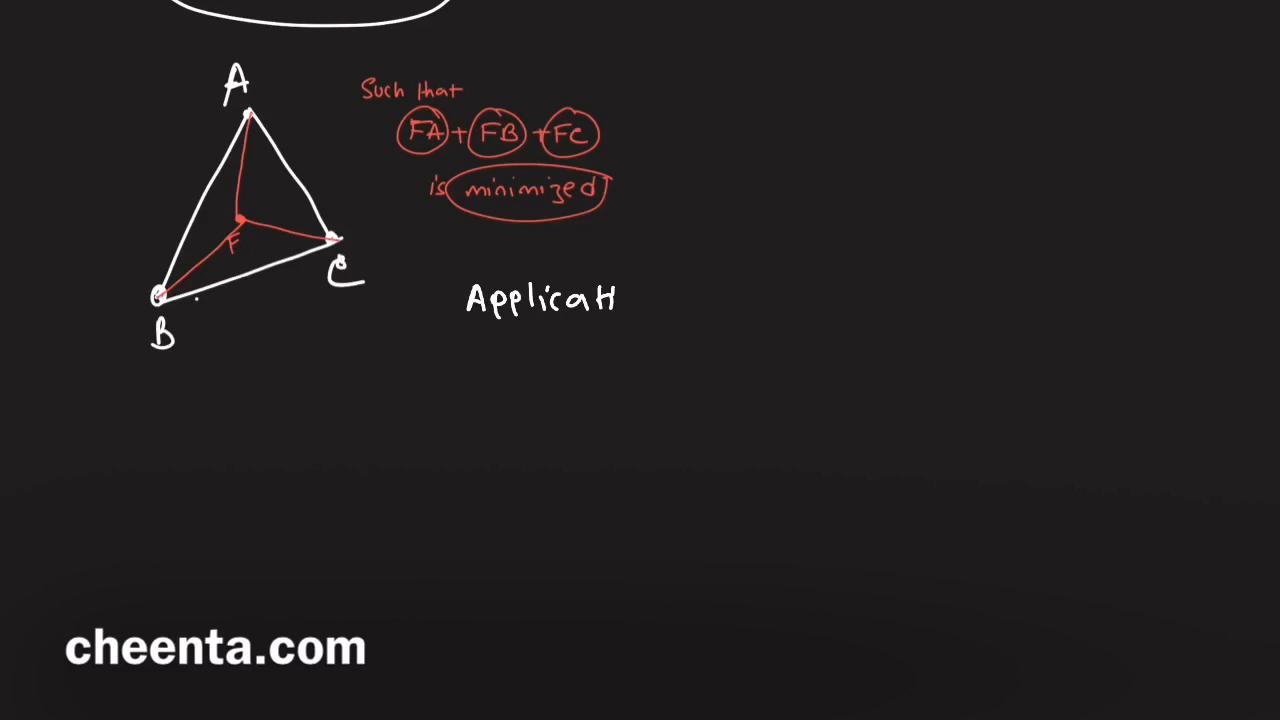 A
Such that
FA + FB + FC
is minimized
F
C
Applicati
B
cheenta.com